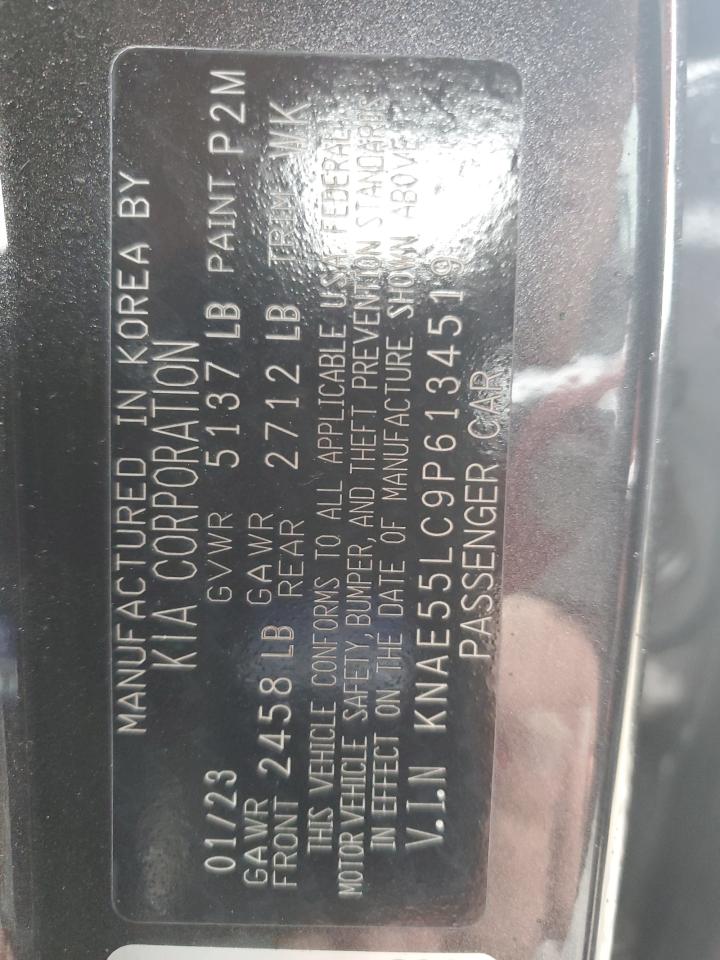 MANUFACTURED IN KOREA BY
KIA CORPORATION
01/23 GVWR 5137 LB PAINT P2M
GAWR FRONT 2458 LB GAWR REAR 2712 LB TRIM WK
THIS VEHICLE CONFORMS TO ALL APPLICABLE U.S.A FEDERAL
MOTOR VEHICLE SAFETY, BUMPER, AND THEFT PREVENTION STANDARDS
IN EFFECT ON THE DATE OF MANUFACTURE SHOWN ABOVE
V.I.N KNAE55LC9P6134519
PASSENGER CAR